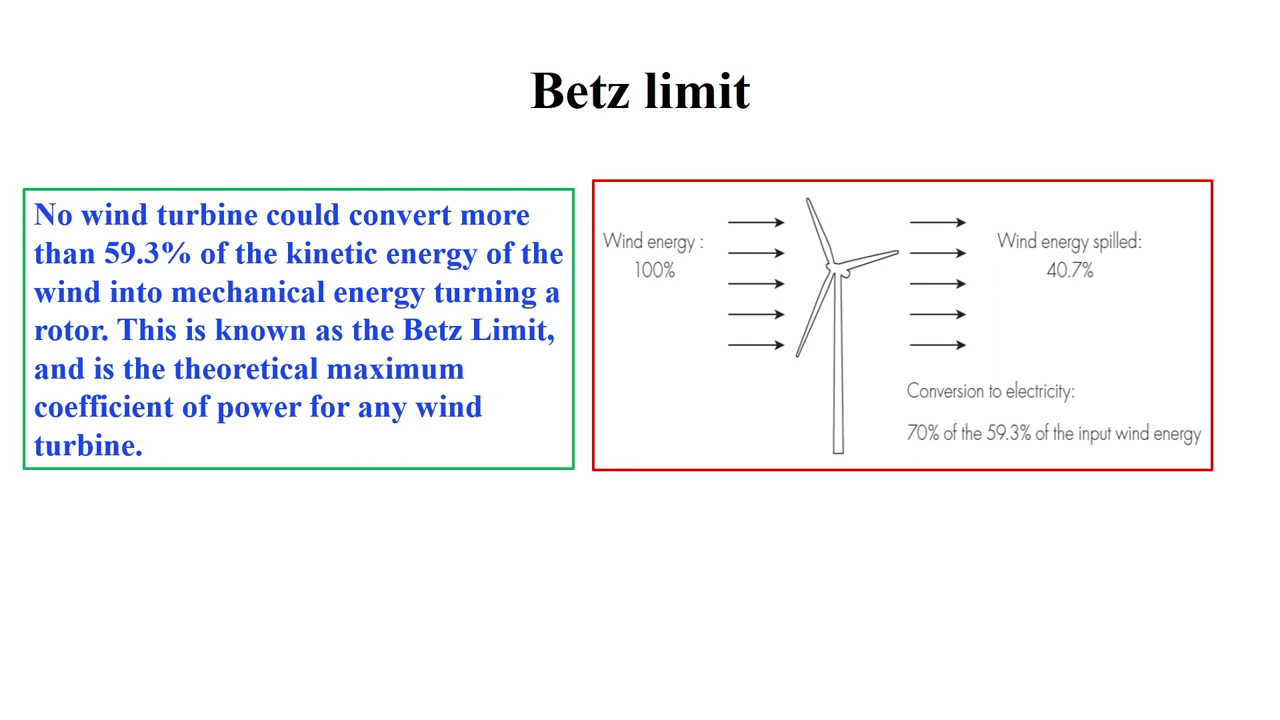 Betz limit
No wind turbine could convert more
than 59.3% of the kinetic energy of the
wind into mechanical energy turning a
rotor. This is known as the Betz Limit,
and is the theoretical maximum
coefficient of power for any wind
turbine.
Wind energy :
100%
Wind energy spilled:
40.7%
Conversion to electricity:
70% of the 59.3% of the input wind energy